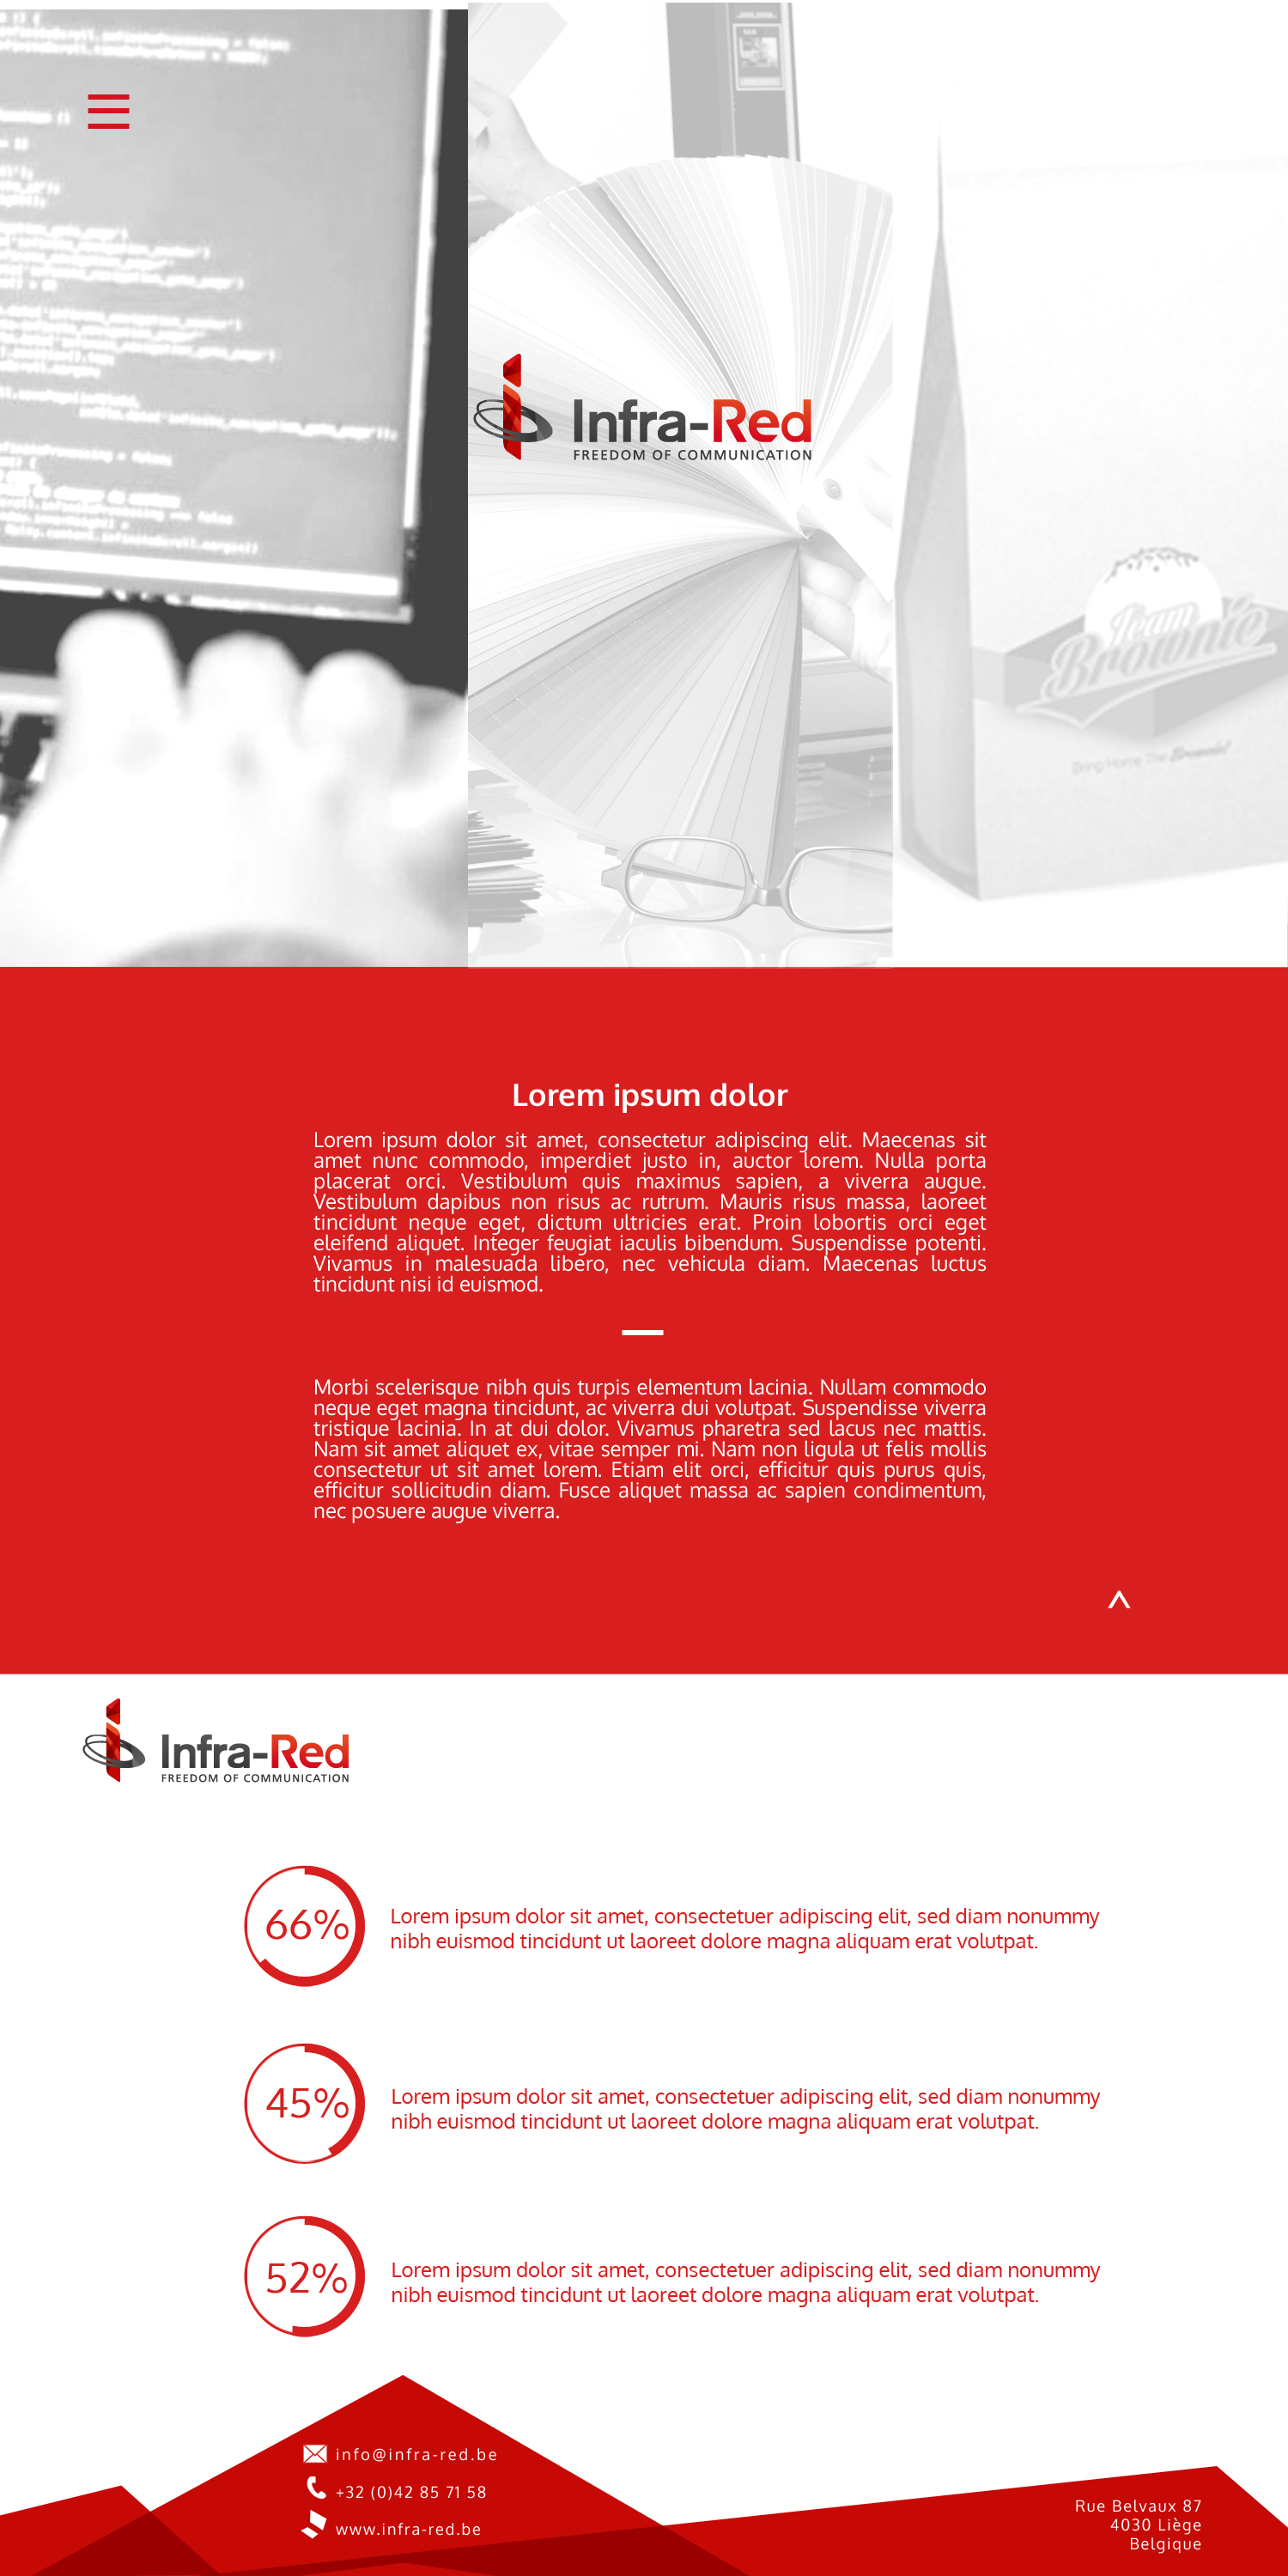 Infra-Red
FREEDOM OF COMMUNICATION
Team
Brownie
Bring Home The Brownie!
Lorem ipsum dolor
Lorem ipsum dolor sit amet, consectetur adipiscing elit. Maecenas sit
amet nunc commodo, imperdiet justo in, auctor lorem. Nulla porta
placerat orci. Vestibulum quis maximus sapien, a viverra augue.
Vestibulum dapibus non risus ac rutrum. Mauris risus massa, laoreet
tincidunt neque eget, dictum ultricies erat. Proin lobortis orci eget
eleifend aliquet. Integer feugiat iaculis bibendum. Suspendisse potenti.
Vivamus in malesuada libero, nec vehicula diam. Maecenas luctus
tincidunt nisi id euismod.
Morbi scelerisque nibh quis turpis elementum lacinia. Nullam commodo
neque eget magna tincidunt, ac viverra dui volutpat. Suspendisse viverra
tristique lacinia. In at dui dolor. Vivamus pharetra sed lacus nec mattis.
Nam sit amet aliquet ex, vitae semper mi. Nam non ligula ut felis mollis
consectetur ut sit amet lorem. Etiam elit orci, efficitur quis purus quis,
efficitur sollicitudin diam. Fusce aliquet massa ac sapien condimentum,
nec posuere augue viverra.
Infra-Red
FREEDOM OF COMMUNICATION
66%
Lorem ipsum dolor sit amet, consectetuer adipiscing elit, sed diam nonummy
nibh euismod tincidunt ut laoreet dolore magna aliquam erat volutpat.
45%
Lorem ipsum dolor sit amet, consectetuer adipiscing elit, sed diam nonummy
nibh euismod tincidunt ut laoreet dolore magna aliquam erat volutpat.
52%
Lorem ipsum dolor sit amet, consectetuer adipiscing elit, sed diam nonummy
nibh euismod tincidunt ut laoreet dolore magna aliquam erat volutpat.
info@infra-red.be
+32 (0)42 85 71 58
www.infra-red.be
Rue Belvaux 87
4030 Liège
Belgique